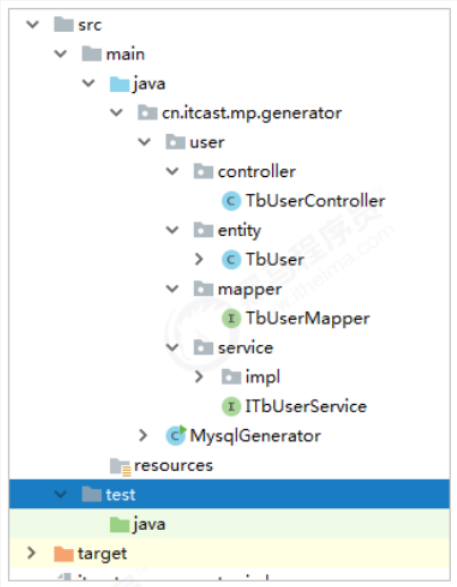 src
main
java
cn.itcast.mp.generator
user
controller
TbUserController
entity
TbUser
mapper
TbUserMapper
service
impl
ITbUserService
MysqlGenerator
resources
test
java
target